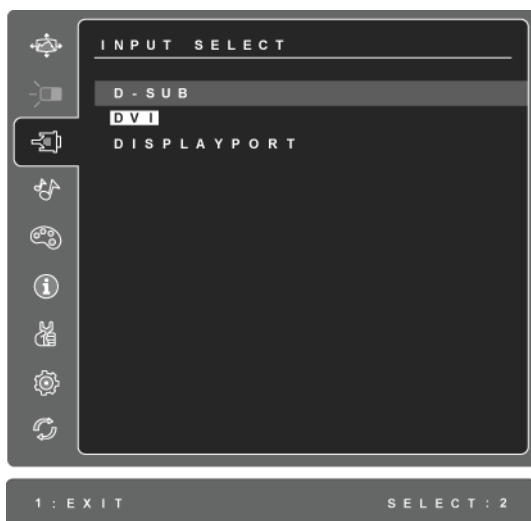 INPUT SELECT
D-SUB
DVI
DISPLAYPORT
1:EXIT SELECT:2